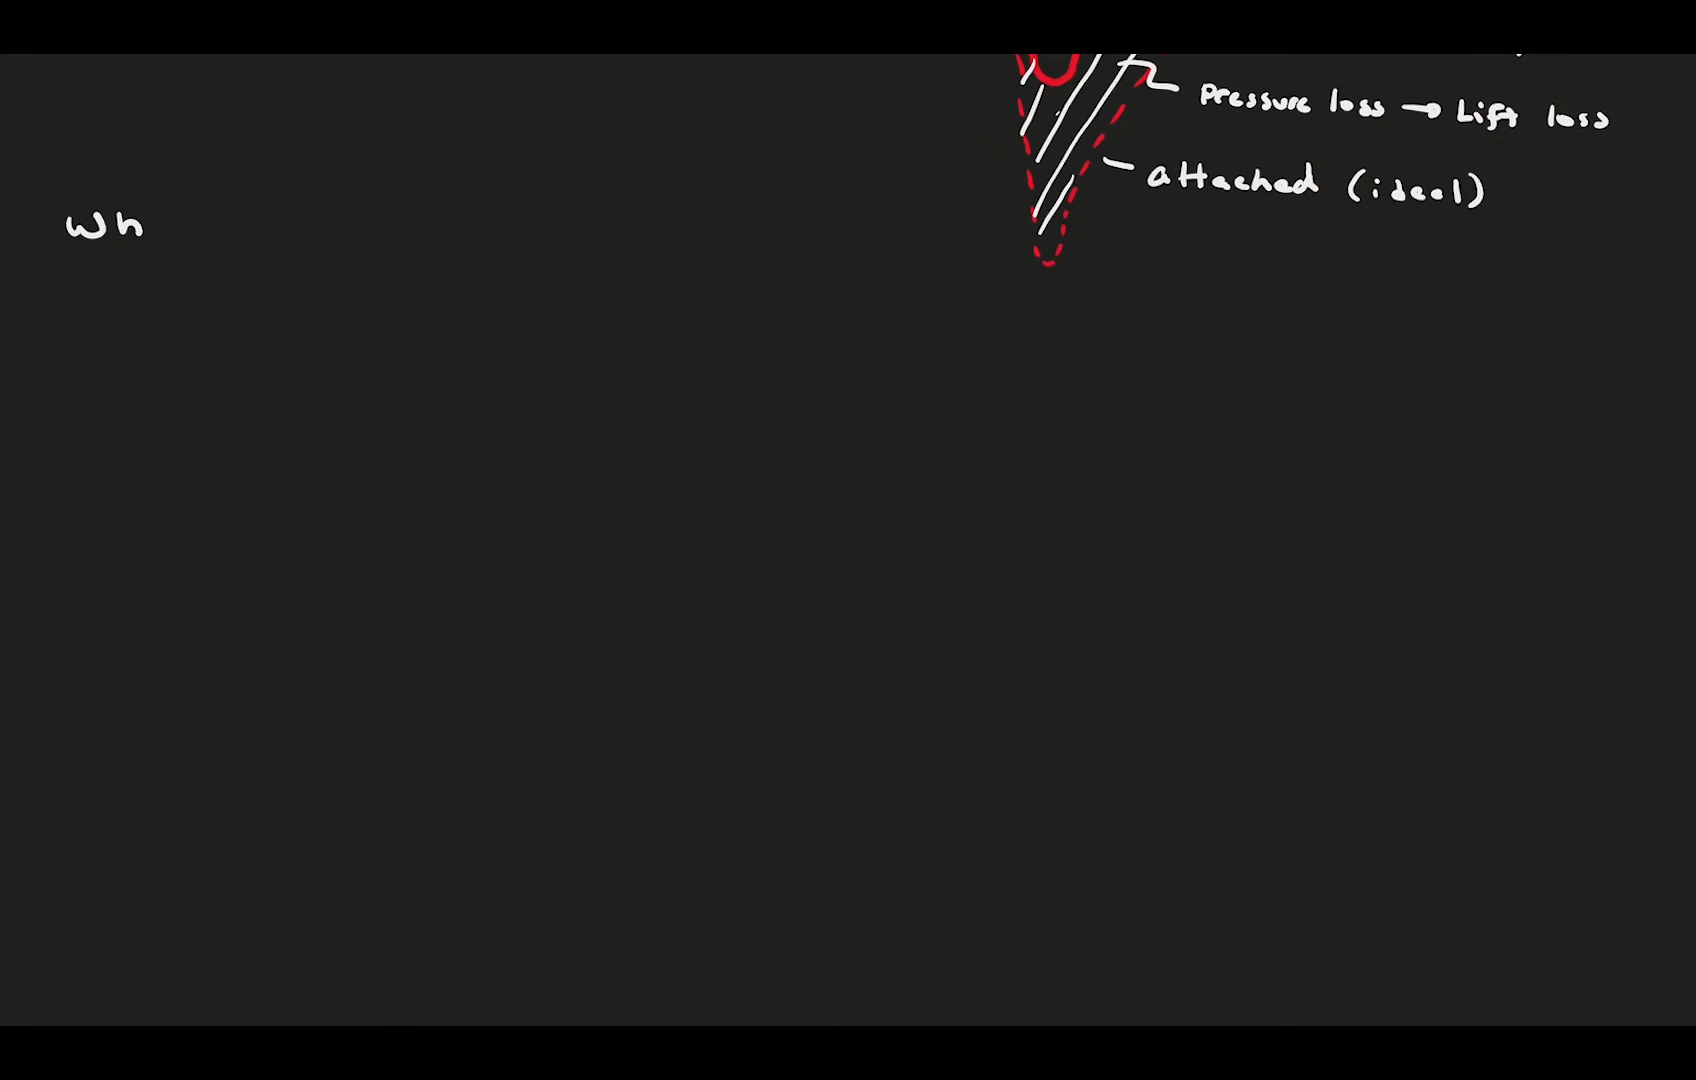 Pressure loss → Lift loss
attached (ideal)
Wh